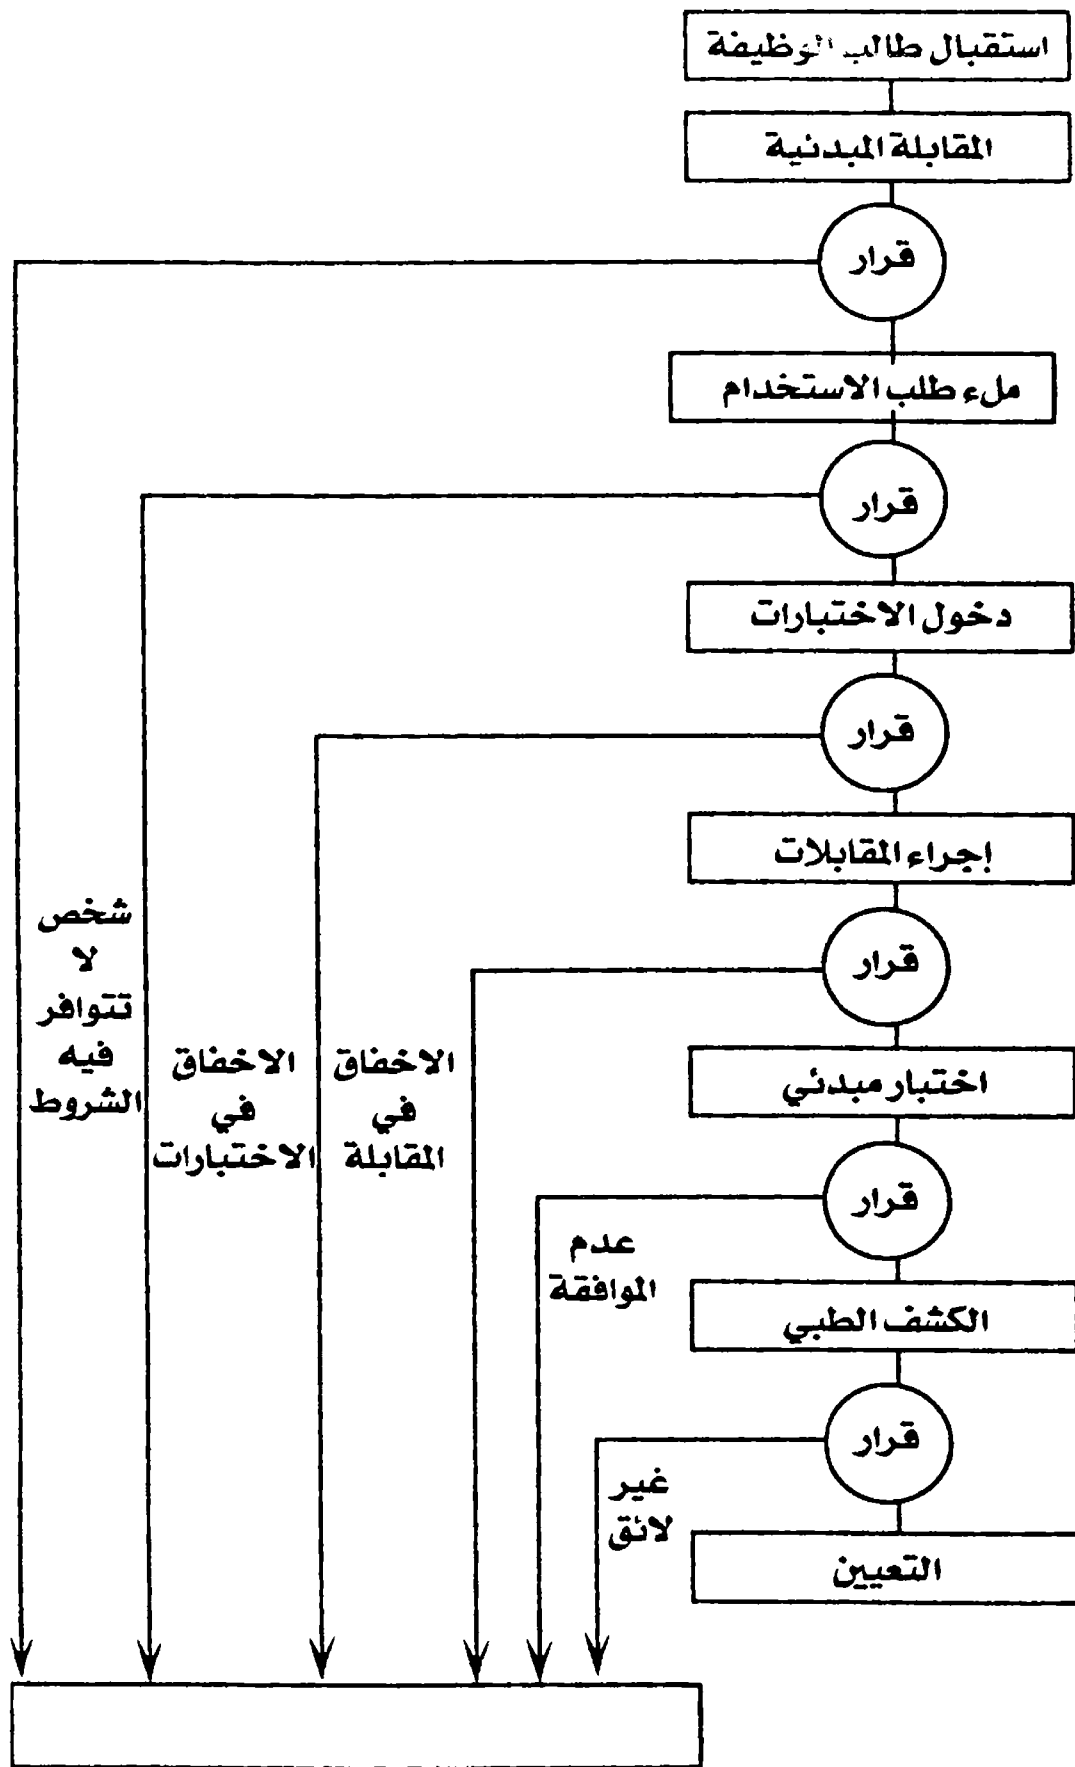 استقبال طالب الوظيفة
المقابلة المبدئية
قرار
ملء طلب الاستخدام
قرار
دخول الاختبارات
قرار
إجراء المقابلات
قرار
اختبار مبدئي
قرار
الكشف الطبي
قرار
التعيين
غير
لائق
عدم
الموافقة
الاخفاق
في
المقابلة
الاخفاق
في
الاختبارات
شخص
لا
تتوافر
فيه
الشروط